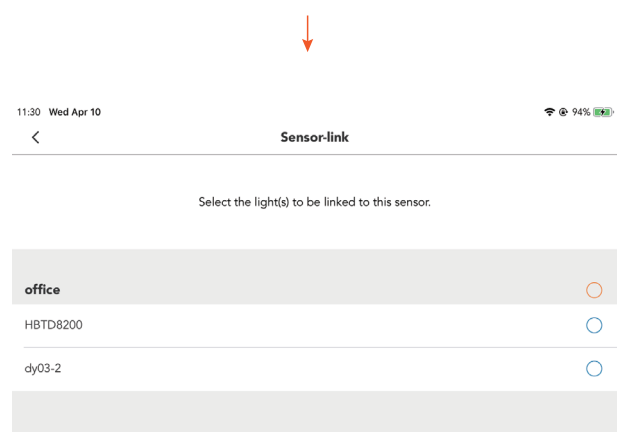 11:30 Wed Apr 10 94%
Sensor-link
Select the light(s) to be linked to this sensor.
office
HBTD8200
dy03-2